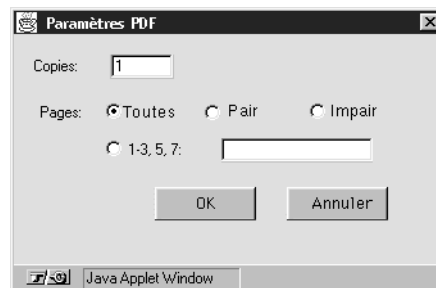 Paramètres PDF
Copies: 1
Pages: Toutes Pair Impair
1-3, 5, 7:
OK Annuler
Java Applet Window